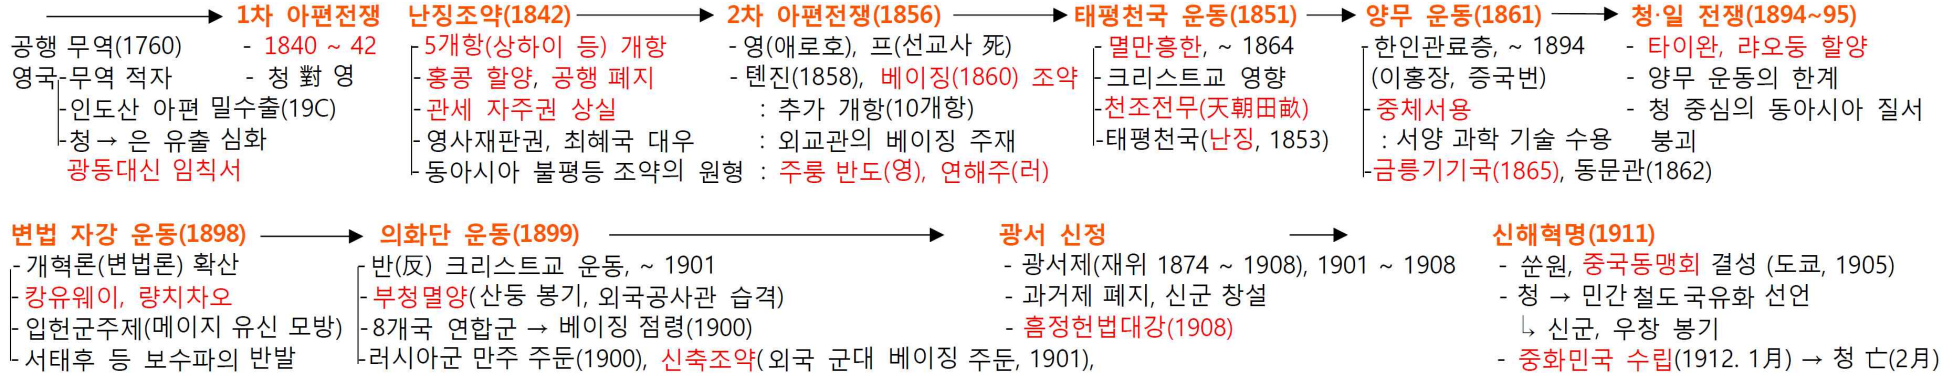 1차 아편전쟁
공행 무역(1760)
영국-무역 적자
-인도산 아편 밀수출(19C)
-청→ 은 유출 심화
광동대신 임칙서
- 1840 ~ 42
- 청 對 영
난징조약(1842)
- 5개항(상하이 등) 개항
- 홍콩 할양, 공행 폐지
- 관세 자주권 상실
- 영사재판권, 최혜국 대우
- 동아시아 불평등 조약의 원형
2차 아편전쟁(1856)
- 영(애로호), 프(선교사 死)
- 톈진(1858), 베이징(1860) 조약
: 추가 개항(10개항)
: 외교관의 베이징 주재
: 주룽 반도(영), 연해주(러)
태평천국 운동(1851)
- 멸만흥한, ~ 1864
- 크리스트교 영향
-천조전무(天朝田畝)
-태평천국(난징, 1853)
양무 운동(1861)
- 한인관료층, ~ 1894
(이홍장, 증국번)
- 중체서용
: 서양 과학 기술 수용
-금릉기기국(1865), 동문관(1862)
청·일 전쟁(1894~95)
- 타이완, 랴오둥 할양
- 양무 운동의 한계
- 청 중심의 동아시아 질서
붕괴
변법 자강 운동(1898)
- 개혁론(변법론) 확산
- 캉유웨이, 량치차오
- 입헌군주제(메이지 유신 모방)
- 서태후 등 보수파의 반발
의화단 운동(1899)
- 반(反) 크리스트교 운동, ~ 1901
- 부청멸양(산둥 봉기, 외국공사관 습격)
- 8개국 연합군 → 베이징 점령(1900)
-러시아군 만주 주둔(1900), 신축조약(외국 군대 베이징 주둔, 1901),
광서 신정
- 광서제(재위 1874 ~ 1908), 1901 ~ 1908
- 과거제 폐지, 신군 창설
- 흠정헌법대강(1908)
신해혁명(1911)
- 쑨원, 중국동맹회 결성 (도쿄, 1905)
- 청 → 민간 철도 국유화 선언
↳ 신군, 우창 봉기
- 중화민국 수립(1912. 1月) → 청 亡(2月)